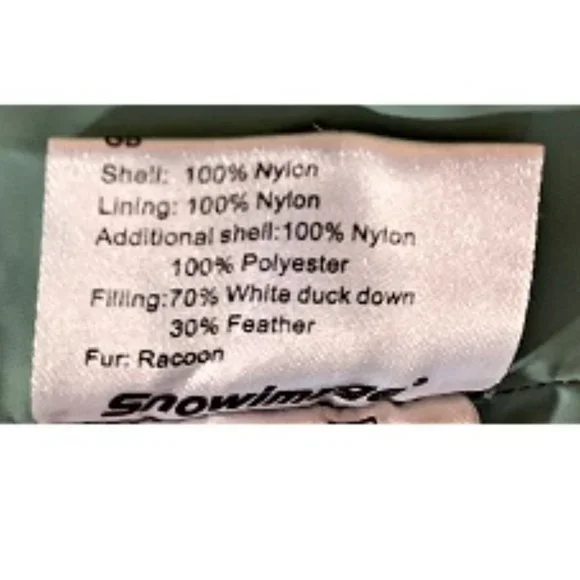 GB
Shell: 100% Nylon
Lining: 100% Nylon
Additional shell:100% Nylon
100% Polyester
Filling:70% White duck down
30% Feather
Fur: Racoon